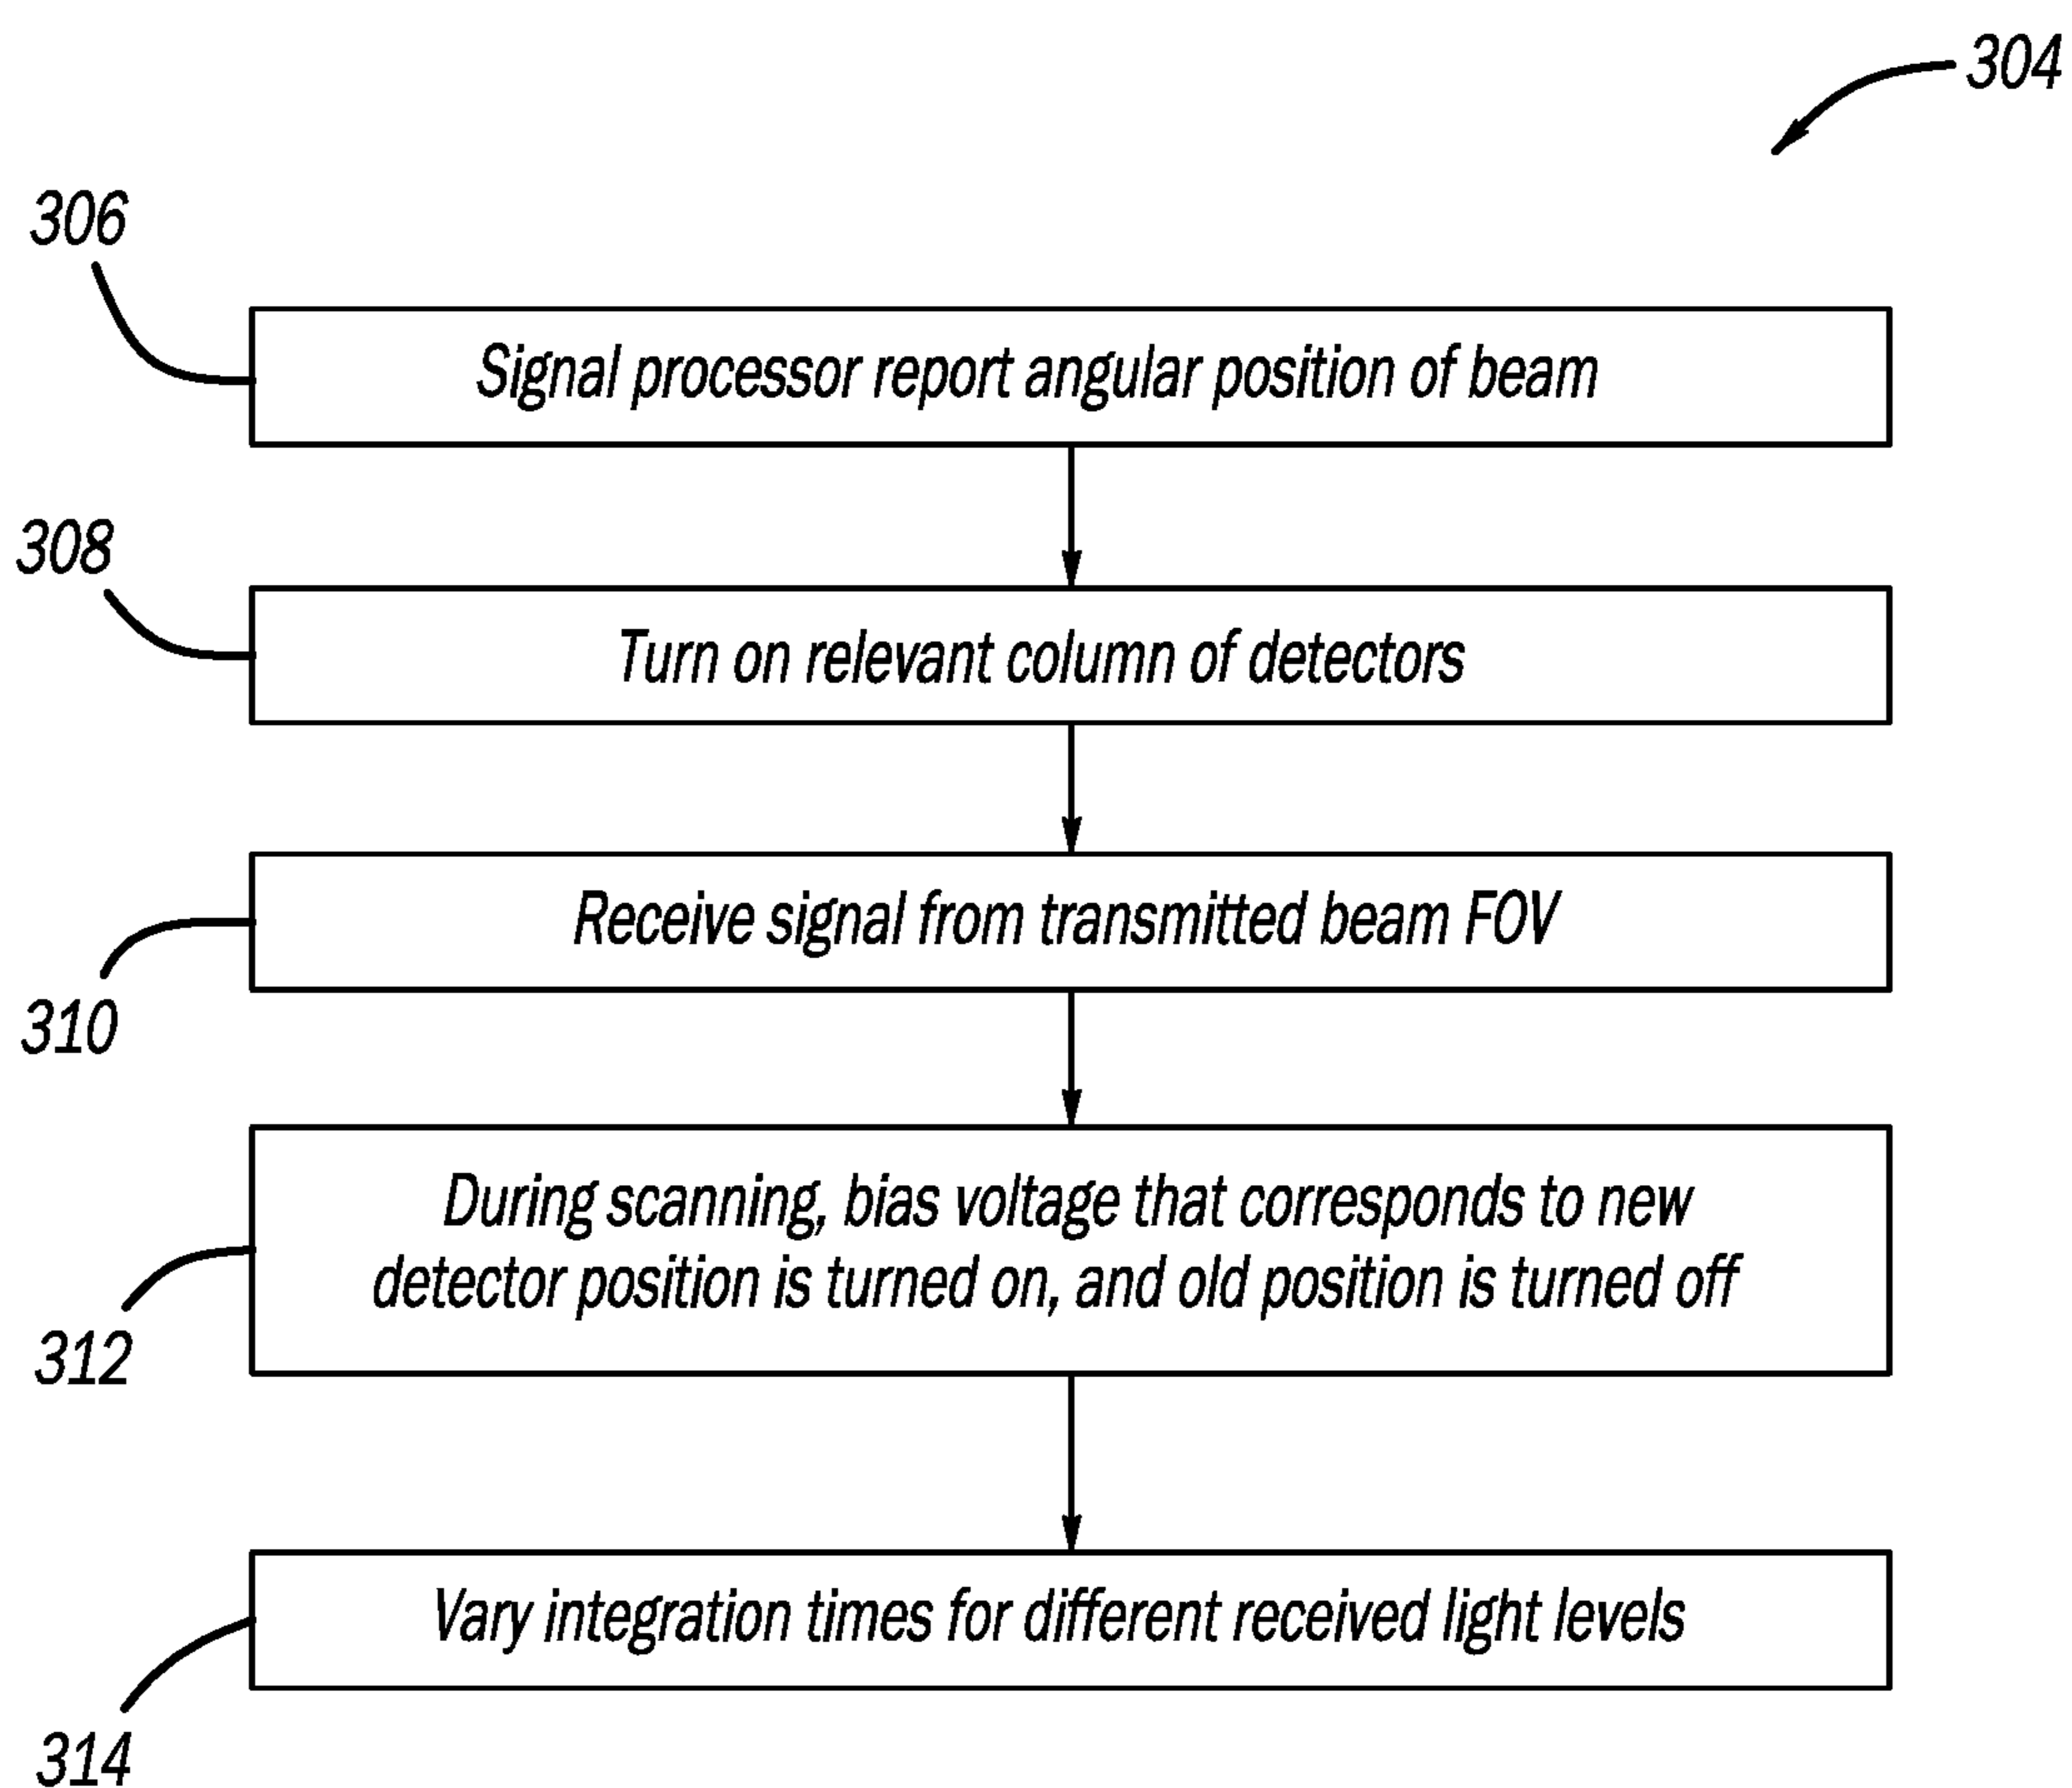 304
306
Signal processor report angular position of beam
308
Turn on relevant column of detectors
Receive signal from transmitted beam FOV
310
During scanning, bias voltage that corresponds to new
detector position is turned on, and old position is turned off
312
Vary integration times for different received light levels
314